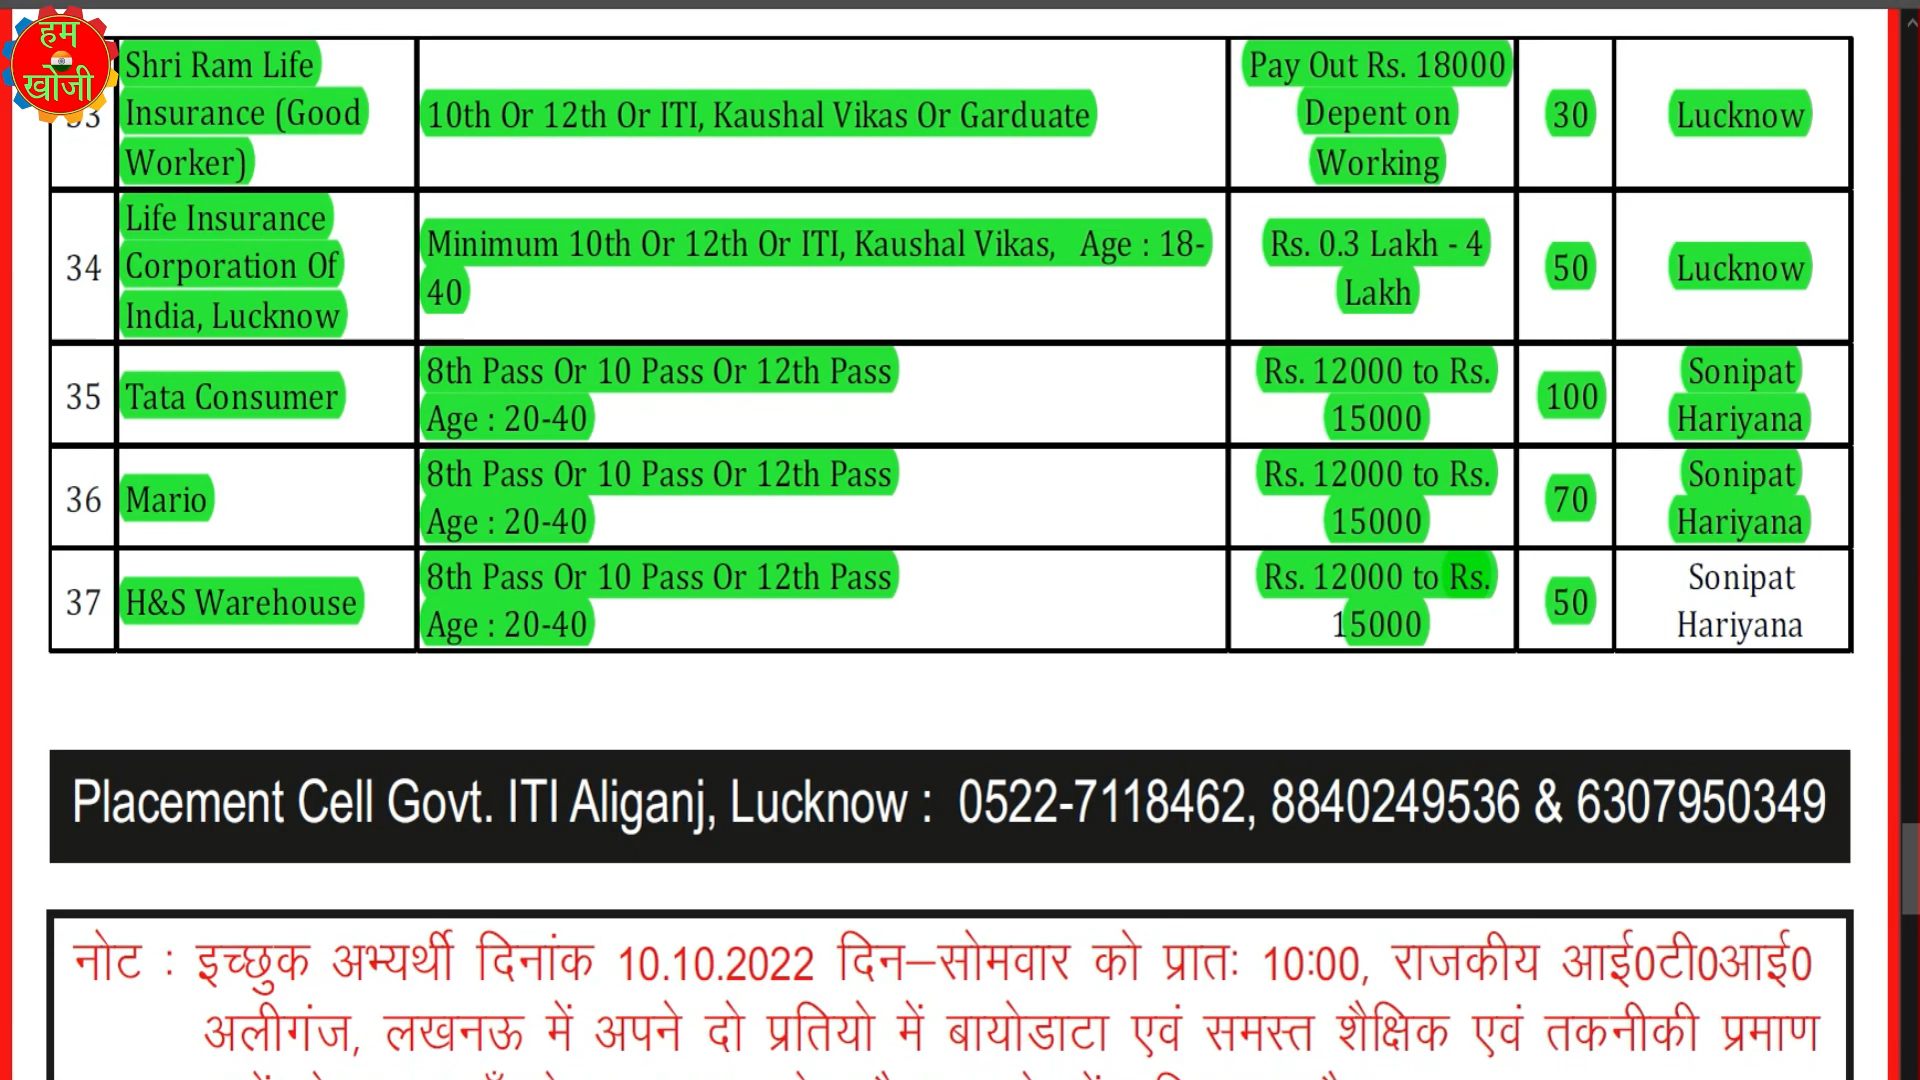 हम
खोजी
Shri Ram Life
Insurance (Good
Worker)
10th Or 12th Or ITI, Kaushal Vikas Or Garduate
Pay Out Rs. 18000
Depent on
Working
30
Lucknow
34
Life Insurance
Corporation Of
India, Lucknow
Minimum 10th Or 12th Or ITI, Kaushal Vikas, Age : 18-
40
Rs. 0.3 Lakh - 4
Lakh
50
Lucknow
35
Tata Consumer
8th Pass Or 10 Pass Or 12th Pass
Age : 20-40
Rs. 12000 to Rs.
15000
100
Sonipat
Hariyana
36
Mario
8th Pass Or 10 Pass Or 12th Pass
Age : 20-40
Rs. 12000 to Rs.
15000
70
Sonipat
Hariyana
37
H&S Warehouse
8th Pass Or 10 Pass Or 12th Pass
Age : 20-40
Rs. 12000 to Rs.
15000
50
Sonipat
Hariyana
Placement Cell Govt. ITI Aliganj, Lucknow : 0522-7118462, 8840249536 & 6307950349
नोट : इच्छुक अभ्यर्थी दिनांक 10.10.2022 दिन–सोमवार को प्रातः 10:00, राजकीय आई0टी0आई0
अलीगंज, लखनऊ में अपने दो प्रतियो में बायोडाटा एवं समस्त शैक्षिक एवं तकनीकी प्रमाण